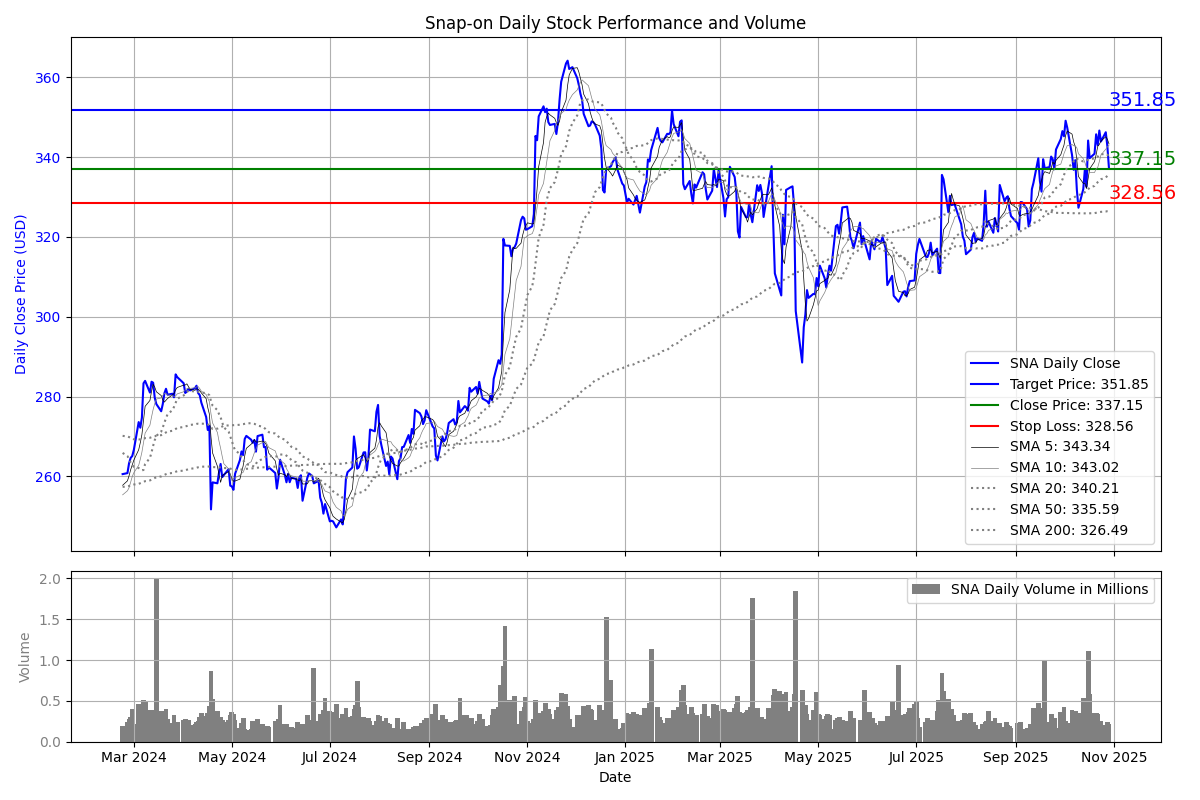 Snap-on Daily Stock Performance and Volume
Daily Close Price (USD)
360
340
320
300
280
260
351.85
337.15
328.56
SNA Daily Close
Target Price: 351.85
Close Price: 337.15
Stop Loss: 328.56
SMA 5: 343.34
SMA 10: 343.02
SMA 20: 340.21
SMA 50: 335.59
SMA 200: 326.49
Volume
2.0
1.5
1.0
0.5
0.0
SNA Daily Volume in Millions
Mar 2024 May 2024 Jul 2024 Sep 2024 Nov 2024 Jan 2025 Mar 2025 May 2025 Jul 2025 Sep 2025 Nov 2025
Date